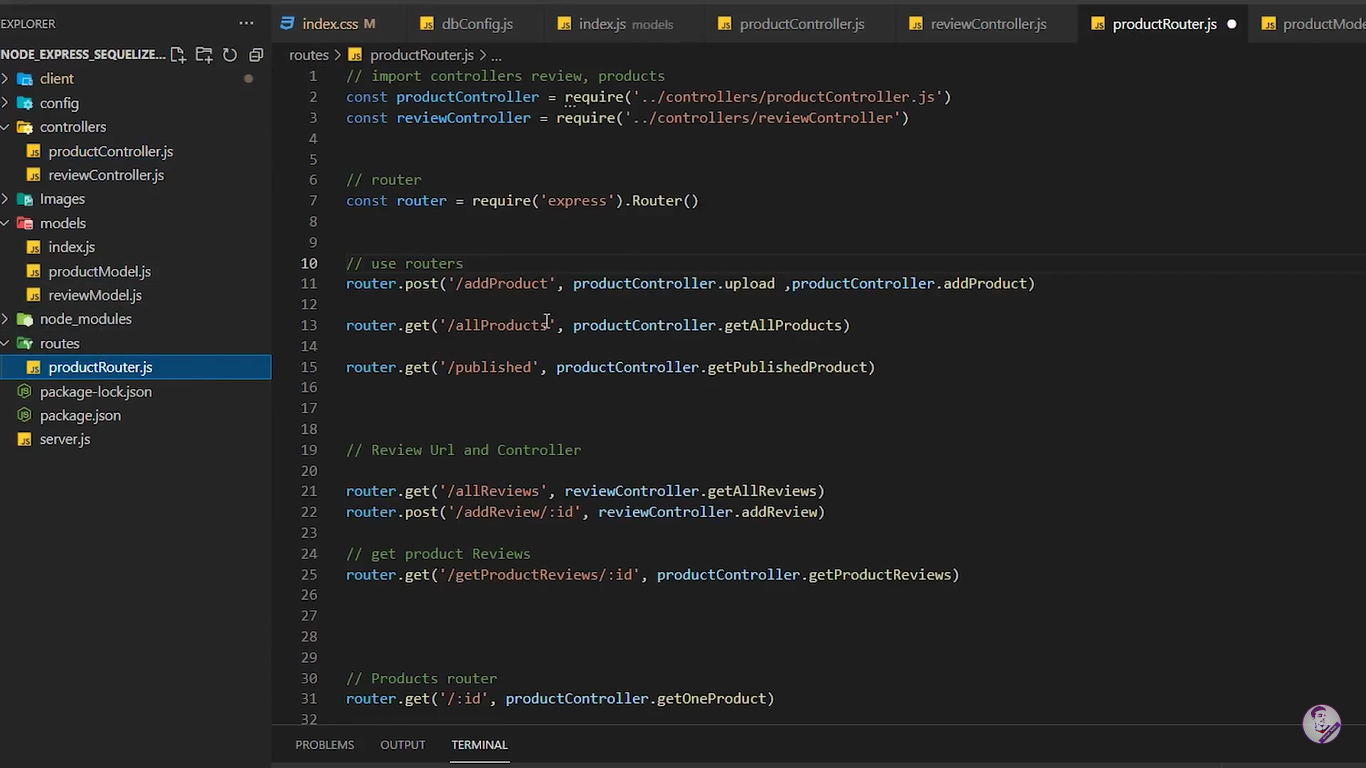 EXPLORER ...
NODE_EXPRESS_SEQUELIZE...
client
config
controllers
productController.js
reviewController.js
Images
models
index.js
productModel.js
reviewModel.js
node_modules
routes
productRouter.js
package-lock.json
package.json
server.js
index.css M dbConfig.js index.js models productController.js reviewController.js productRouter.js productMode
routes > productRouter.js > ...
1 // import controllers review, products
2 const productController = require('../controllers/productController.js')
3 const reviewController = require('../controllers/reviewController')
4
5
6 // router
7 const router = require('express').Router()
8
9
10 // use routers
11 router.post('/addProduct', productController.upload ,productController.addProduct)
12
13 router.get('/allProducts', productController.getAllProducts)
14
15 router.get('/published', productController.getPublishedProduct)
16
17
18
19 // Review Url and Controller
20
21 router.get('/allReviews', reviewController.getAllReviews)
22 router.post('/addReview/:id', reviewController.addReview)
23
24 // get product Reviews
25 router.get('/getProductReviews/:id', productController.getProductReviews)
26
27
28
29
30 // Products router
31 router.get('/:id', productController.getOneProduct)
32
PROBLEMS OUTPUT TERMINAL